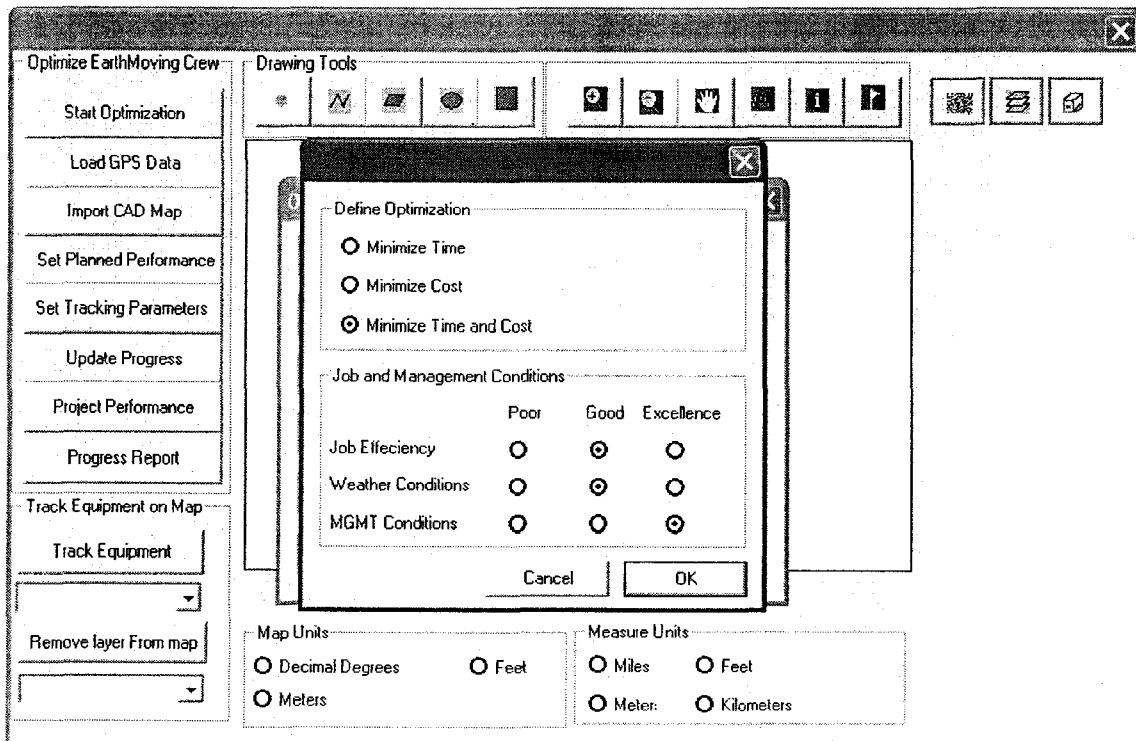 Optimize EarthMoving Crew
Start Optimization
Load GPS Data
Import CAD Map
Set Planned Performance
Set Tracking Parameters
Update Progress
Project Performance
Progress Report
Track Equipment on Map
Track Equipment
Remove layer From map
Drawing Tools
Define Optimization
Minimize Time
Minimize Cost
Minimize Time and Cost
Job and Management Conditions
Poor Good Excellence
Job Effeciency
Weather Conditions
MGMT Conditions
Cancel OK
Map Units
Decimal Degrees Feet
Meters
Measure Units
Miles Feet
Meter: Kilometers